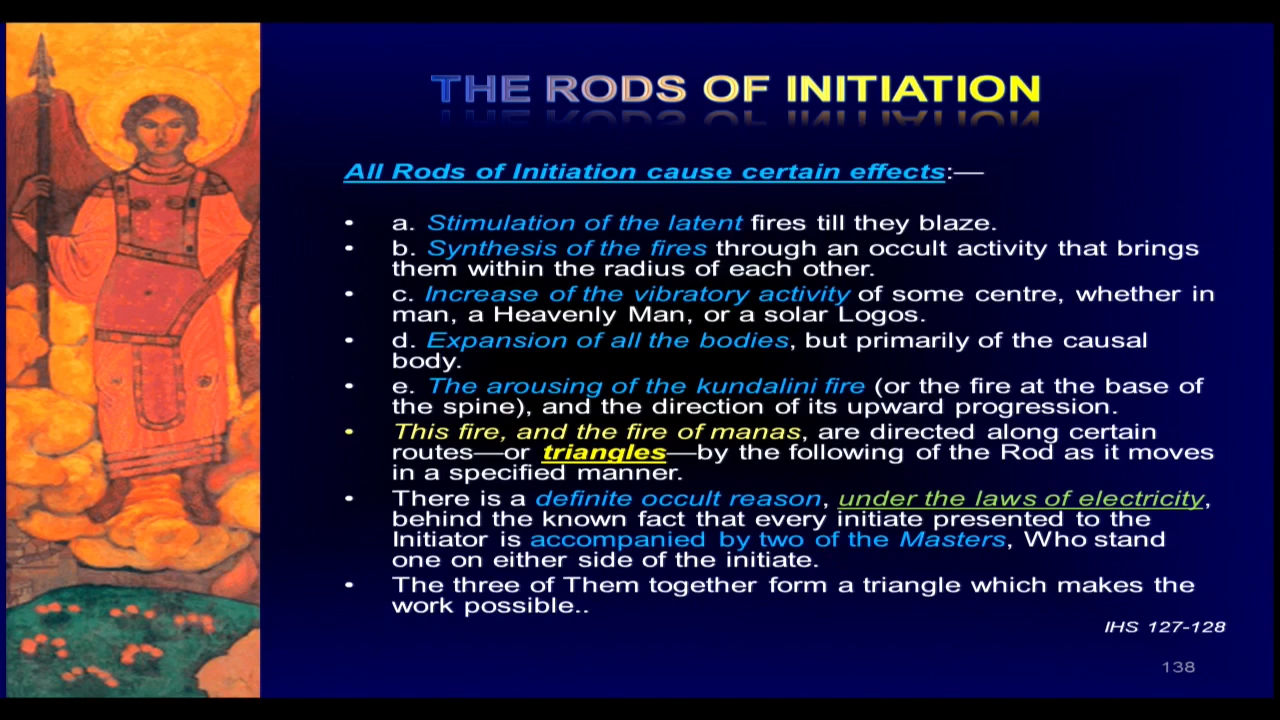 THE RODS OF INITIATION
All Rods of Initiation cause certain effects:—
• a. Stimulation of the latent fires till they blaze.
• b. Synthesis of the fires through an occult activity that brings
them within the radius of each other.
• c. Increase of the vibratory activity of some centre, whether in
man, a Heavenly Man, or a solar Logos.
• d. Expansion of all the bodies, but primarily of the causal
body.
• e. The arousing of the kundalini fire (or the fire at the base of
the spine), and the direction of its upward progression.
• This fire, and the fire of manas, are directed along certain
routes—or triangles—by the following of the Rod as it moves
in a specified manner.
• There is a definite occult reason, under the laws of electricity,
behind the known fact that every initiate presented to the
Initiator is accompanied by two of the Masters, Who stand
one on either side of the initiate.
• The three of Them together form a triangle which makes the
work possible..
IHS 127-128
138